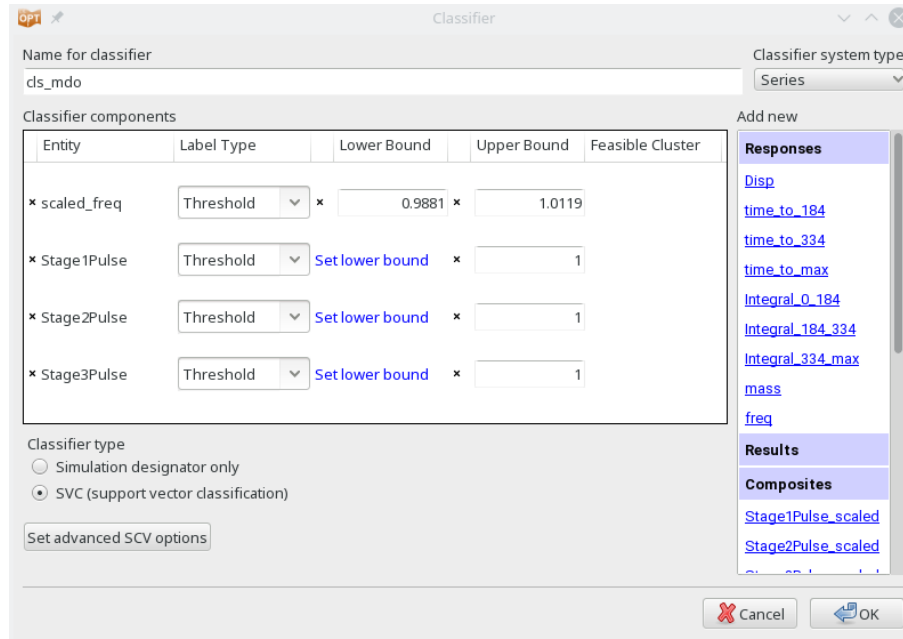 OPT Classifier
Name for classifier Classifier system type
cls_mdo Series
Classifier components Add new
Entity Label Type Lower Bound Upper Bound Feasible Cluster
scaled_freq Threshold 0.9881 1.0119
Stage1Pulse Threshold Set lower bound 1
Stage2Pulse Threshold Set lower bound 1
Stage3Pulse Threshold Set lower bound 1
Responses
Disp
time_to_184
time_to_334
time_to_max
Integral_0_184
Integral_184_334
Integral_334_max
mass
freq
Results
Composites
Stage1Pulse_scaled
Stage2Pulse_scaled
Classifier type
Simulation designator only
SVC (support vector classification)
Set advanced SCV options
Cancel OK